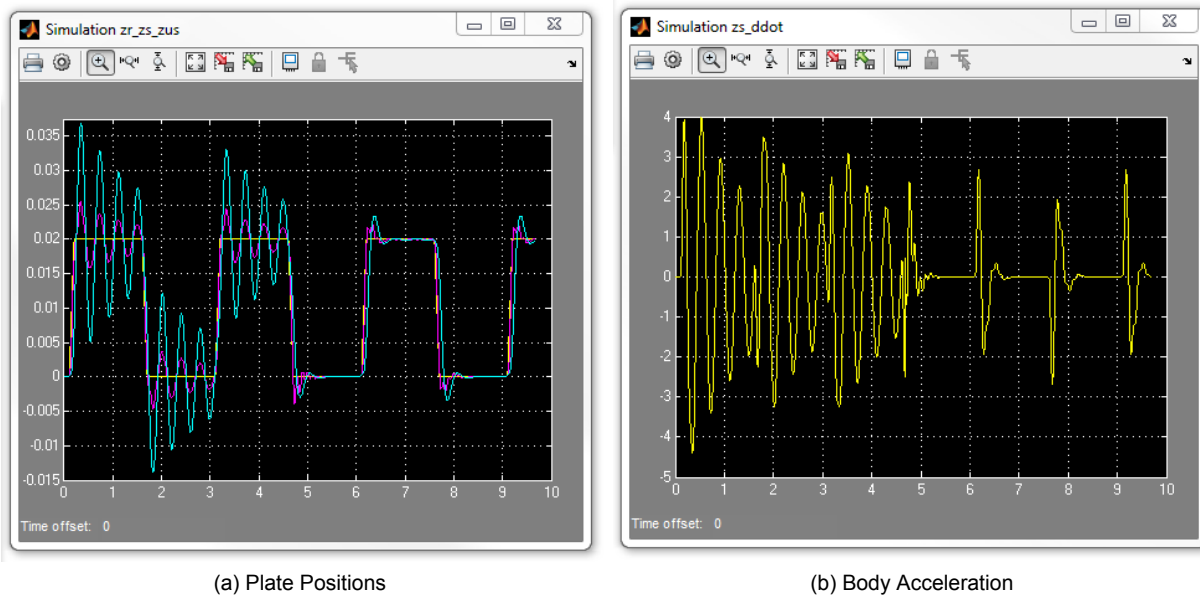 Simulation zr_zs_zus
0.035
0.03
0.025
0.02
0.015
0.01
0.005
0
-0.005
-0.01
-0.015
0 1 2 3 4 5 6 7 8 9 10
Time offset: 0
(a) Plate Positions
Simulation zs_ddot
4
3
2
1
0
-1
-2
-3
-4
-5
0 1 2 3 4 5 6 7 8 9 10
Time offset: 0
(b) Body Acceleration